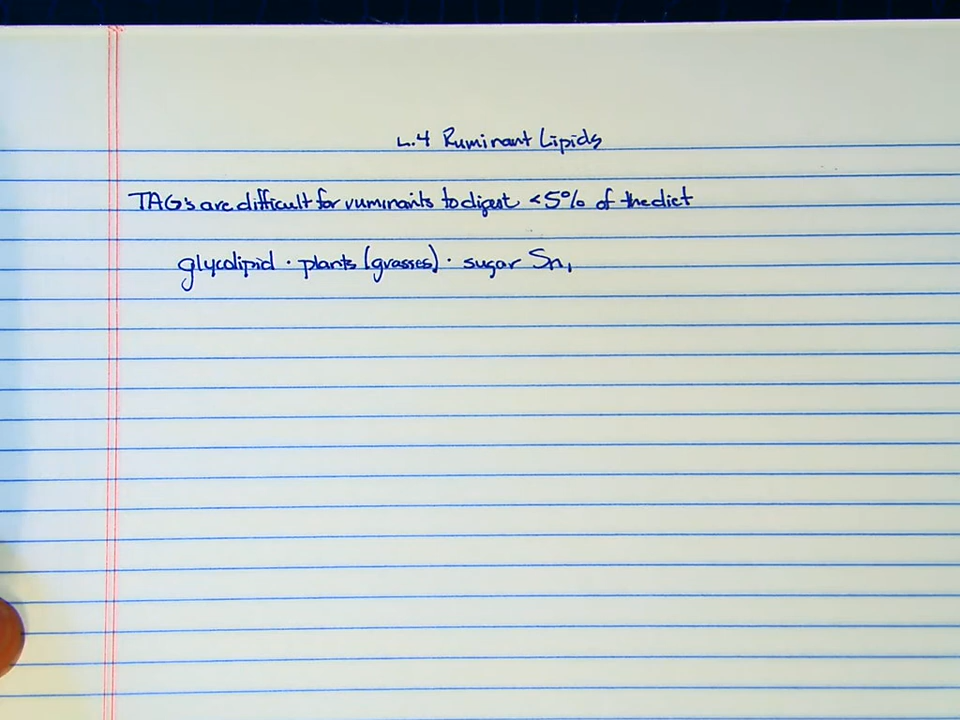 L.4 Ruminant Lipids
TAG's are difficult for ruminants to digest <5% of the diet
glycolipid · plants (grasses) · sugar Sn1